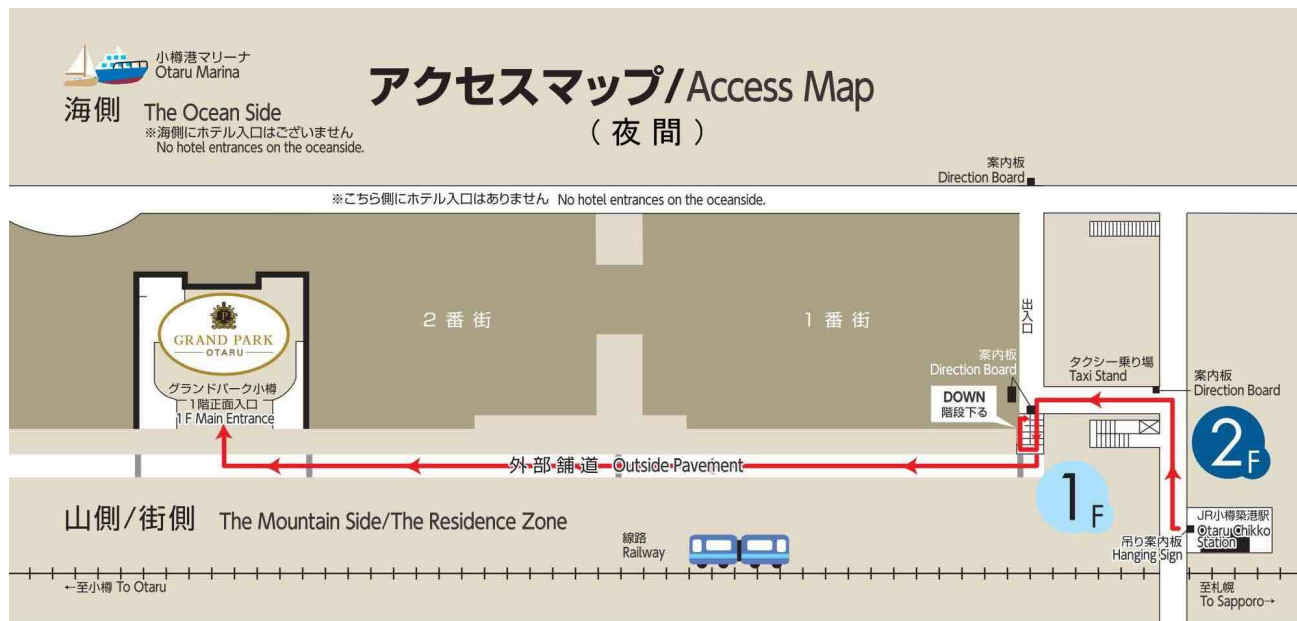 小樽港マリーナ
Otaru Marina
海側 The Ocean Side
※海側にホテル入口はございません
No hotel entrances on the oceanside.
アクセスマップ/Access Map
(夜間)
案内板
Direction Board
※こちら側にホテル入口はありません No hotel entrances on the oceanside.
GRAND PARK
OTARU
グランドパーク小樽
1階正面入口
1F Main Entrance
2番街
1番街
出入口
案内板
Direction Board
DOWN
階段下る
タクシー乗り場
Taxi Stand
案内板
Direction Board
2F
1F
外部舗道 Outside Pavement
山側/街側 The Mountain Side/The Residence Zone
線路
Railway
JR小樽築港駅
Otaru Chikko
Station
吊り案内板
Hanging Sign
←至小樽 To Otaru
至札幌
To Sapporo→